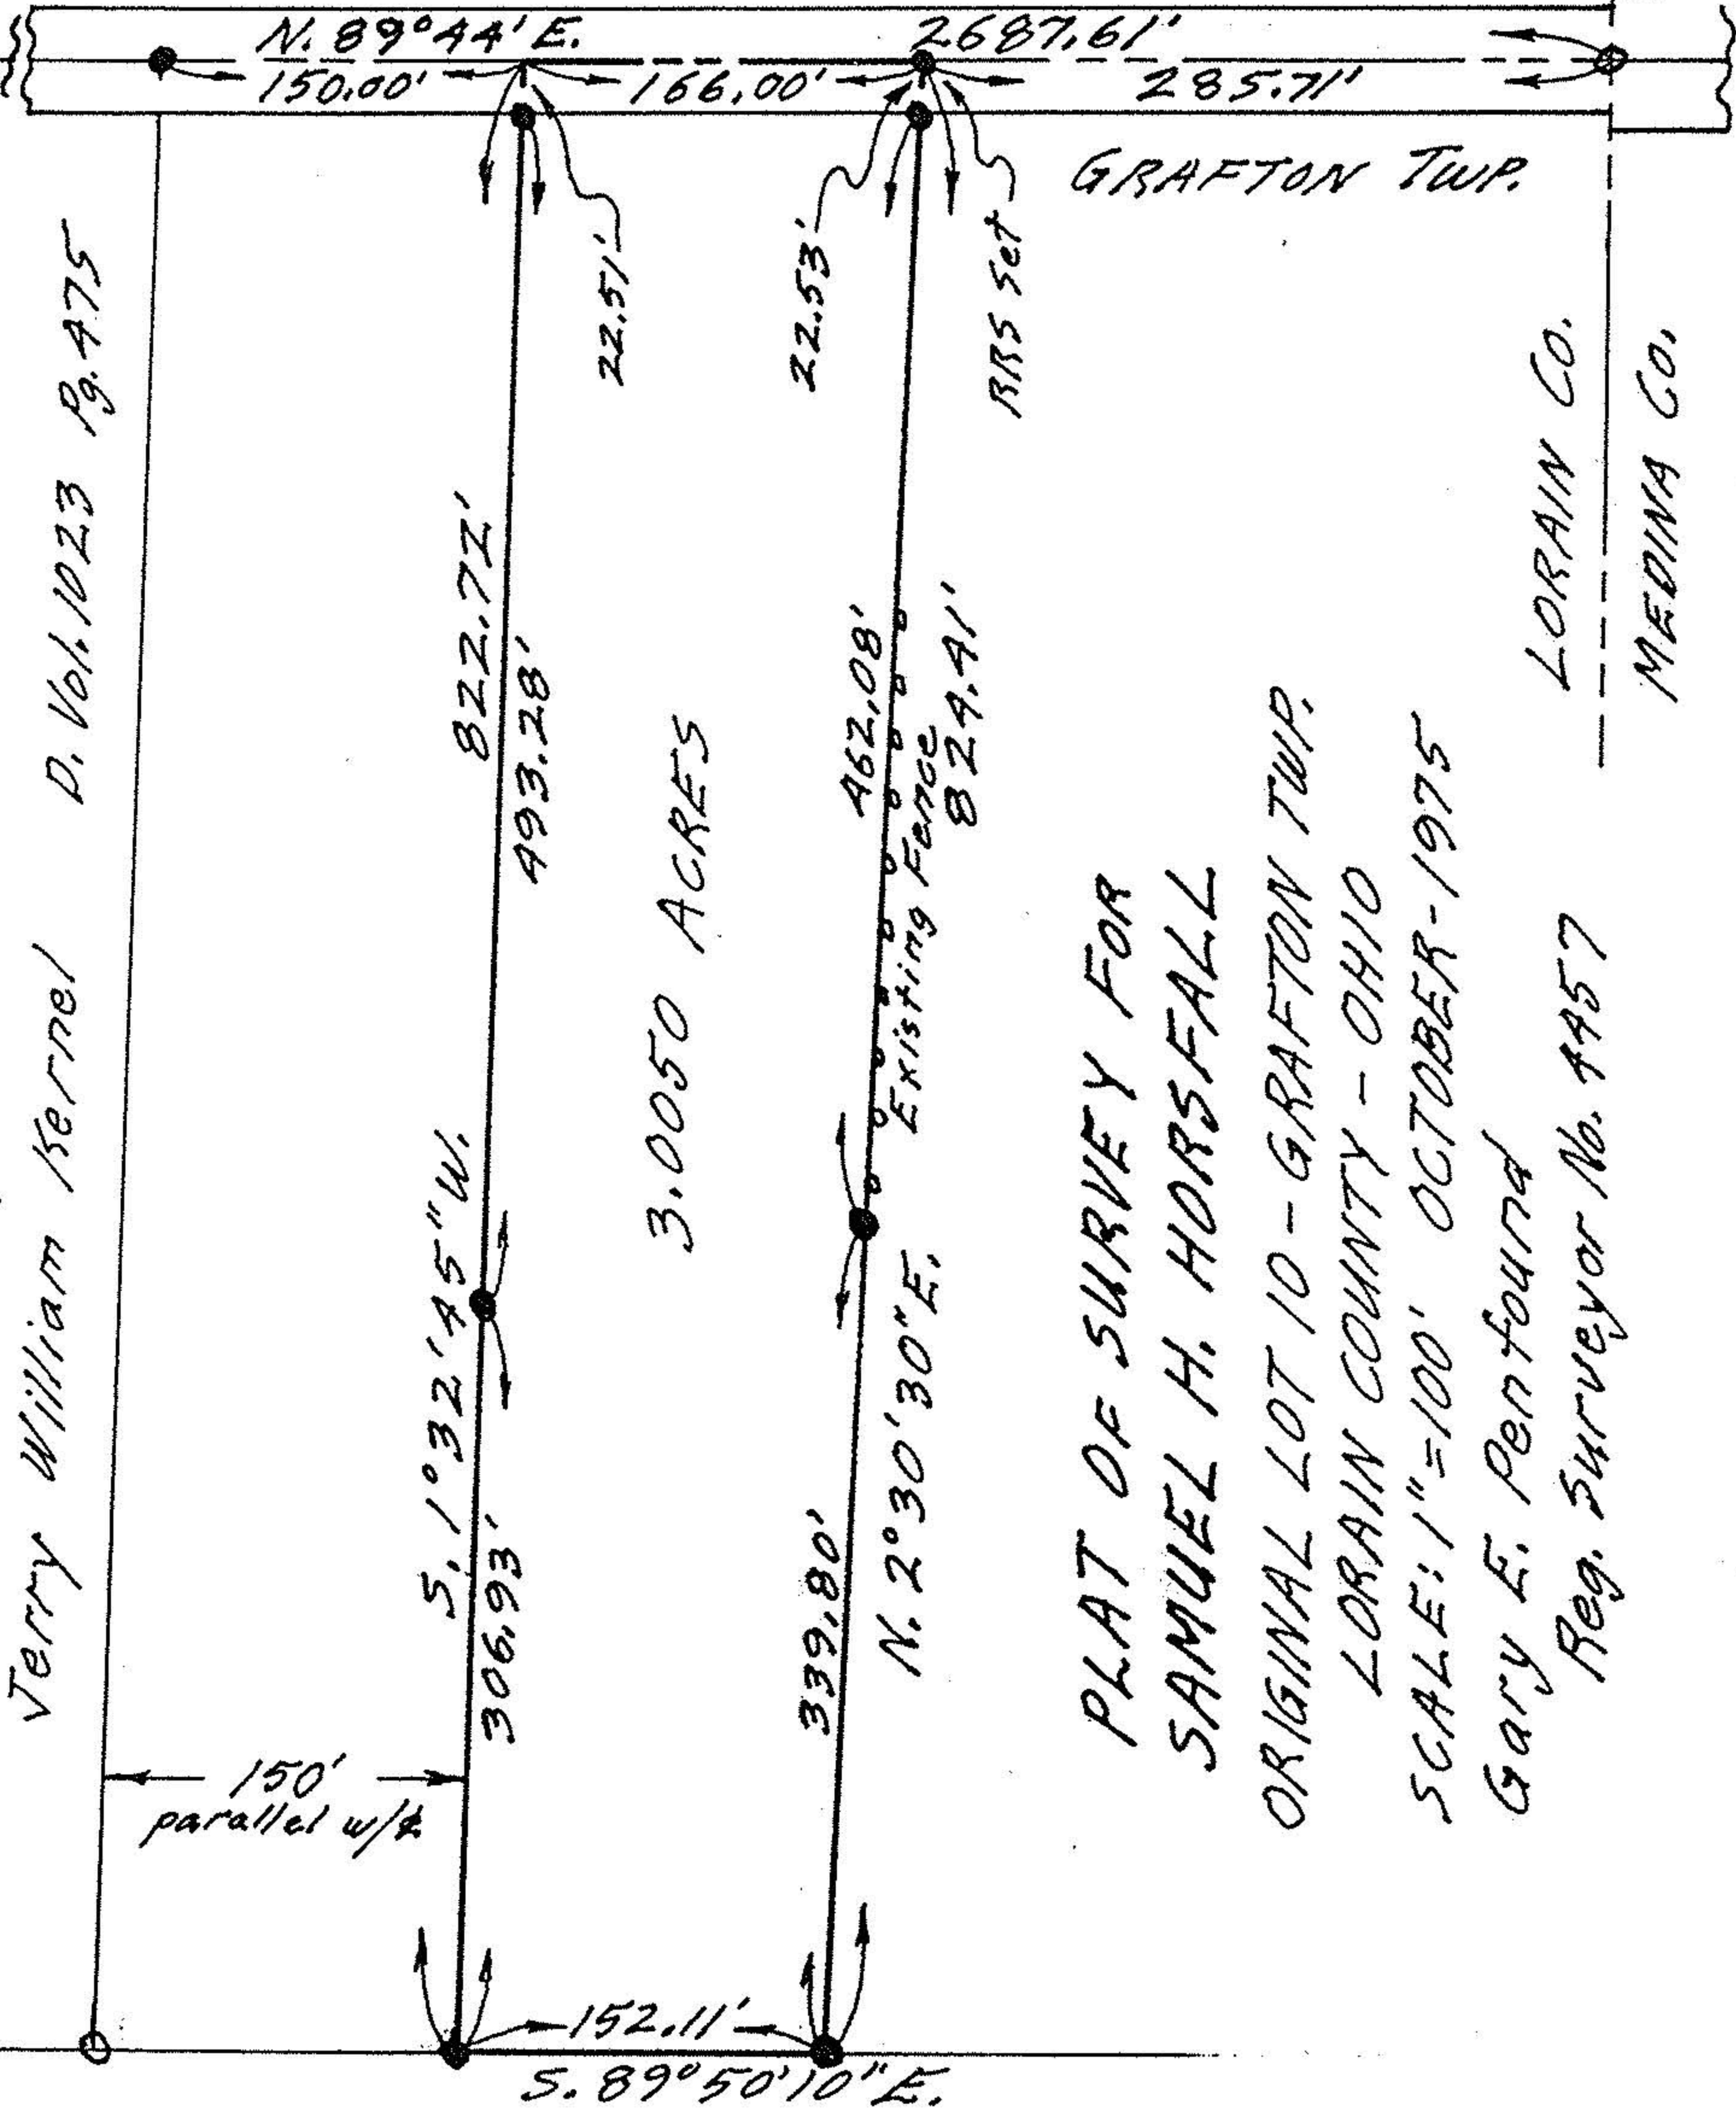 N. 89°44' E.
2687.61'
150.00'
166.00'
285.71'
22.51'
22.53'
RRS Set
GRAFTON TWP.
Terry William Kernel D. Vol. 1023 Pg. 475
S. 1°32'45" W.
822.72'
306.93'
493.28'
3.0050 ACRES
339.80'
462.08'
Existing Fence
N. 2°30'30" E.
824.41'
150'
parallel w/℄
152.11'
S. 89°50'10" E.
LORAIN CO.
MEDINA CO.
PLAT OF SURVEY FOR
SAMUEL H. HORSFALL
ORIGINAL LOT 10 - GRAFTON TWP.
LORAIN COUNTY - OHIO
SCALE: 1"=100' OCTOBER-1975
Gary E. Pentound
Reg. Surveyor No. 4457